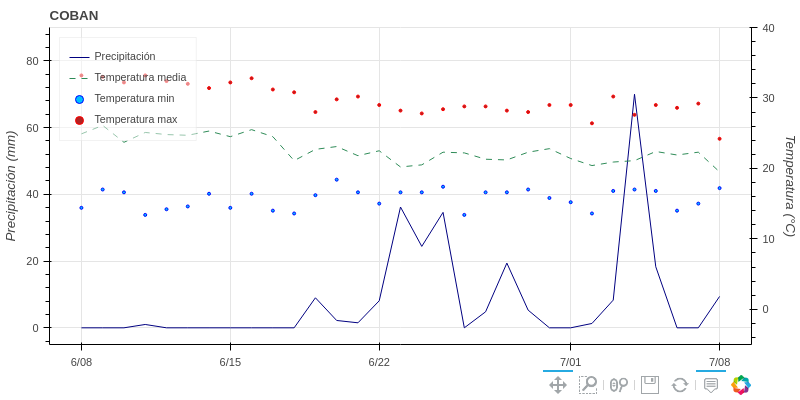 COBAN
Precipitación
Temperatura media
Temperatura min
Temperatura max
Precipitación (mm)
80
60
40
20
0
40
30
20
10
0
Temperatura (°C)
6/08
6/15
6/22
7/01
7/08